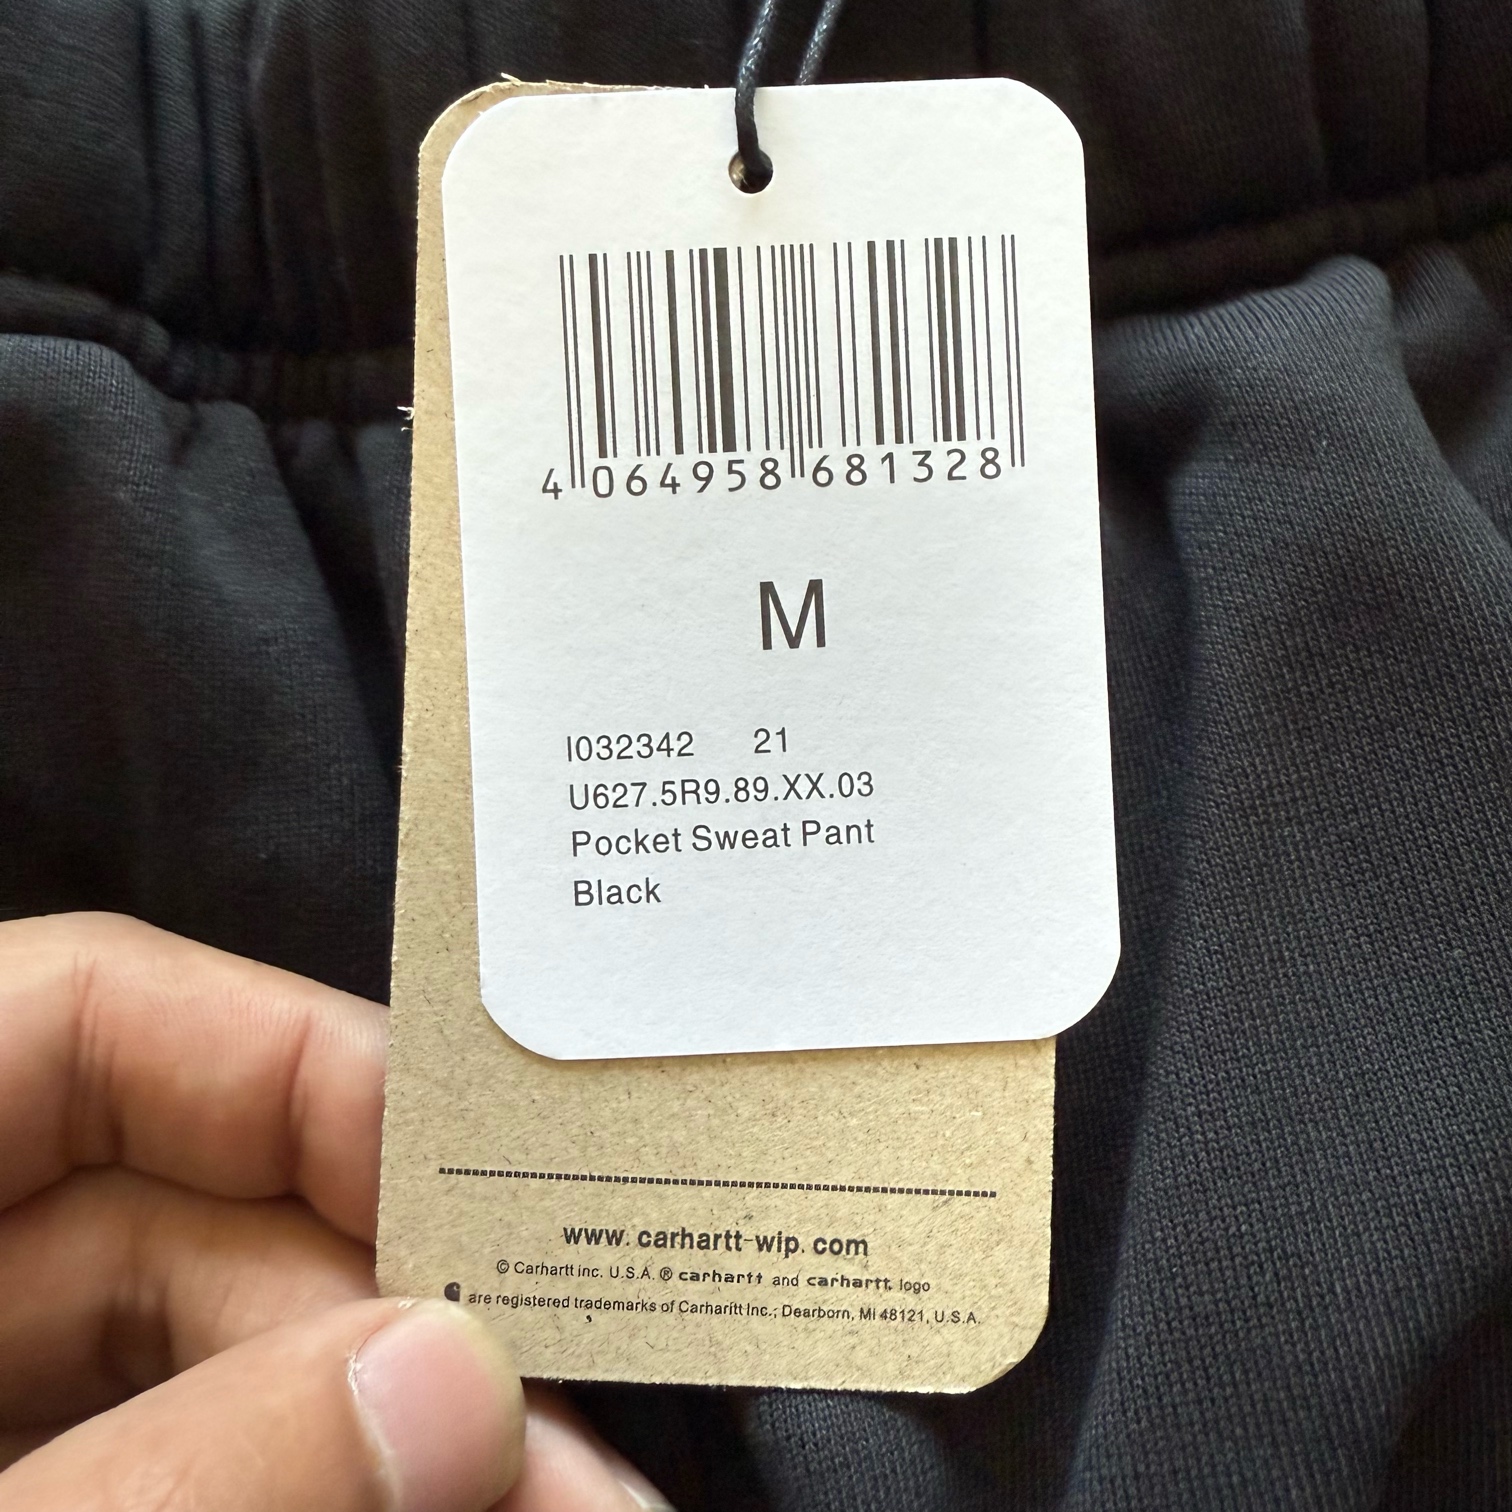 4 064958 681328
M
I032342 21
U627.5R9.89.XX.03
Pocket Sweat Pant
Black
www. carhartt-wip. com
© Carhartt inc. U.S.A. ® carhartt and carhartt, logo
are registered trademarks of Carharitt Inc.; Dearborn, MI 48121, U.S.A.